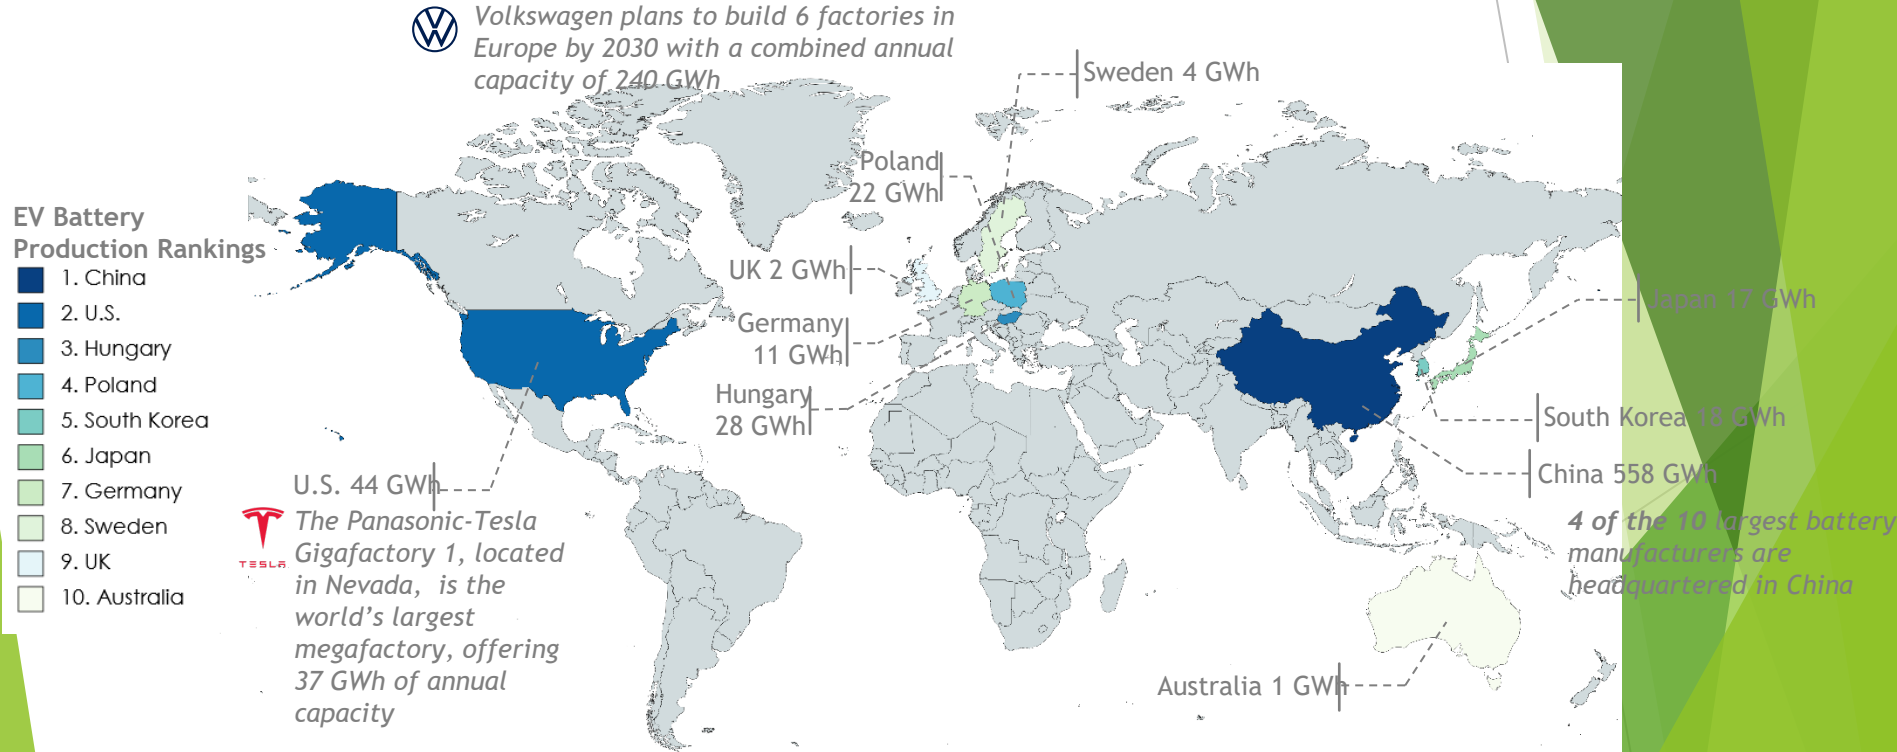 Volkswagen plans to build 6 factories in
Europe by 2030 with a combined annual
capacity of 240 GWh
Sweden 4 GWh
Poland
22 GWh
EV Battery
Production Rankings
1. China
2. U.S.
3. Hungary
4. Poland
5. South Korea
6. Japan
7. Germany
8. Sweden
9. UK
10. Australia
UK 2 GWh
Germany
11 GWh
Hungary
28 GWh
Japan 17 GWh
South Korea 18 GWh
China 558 GWh
4 of the 10 largest battery
manufacturers are
headquartered in China
U.S. 44 GWh
TESLA
The Panasonic-Tesla
Gigafactory 1, located
in Nevada, is the
world’s largest
megafactory, offering
37 GWh of annual
capacity
Australia 1 GWh